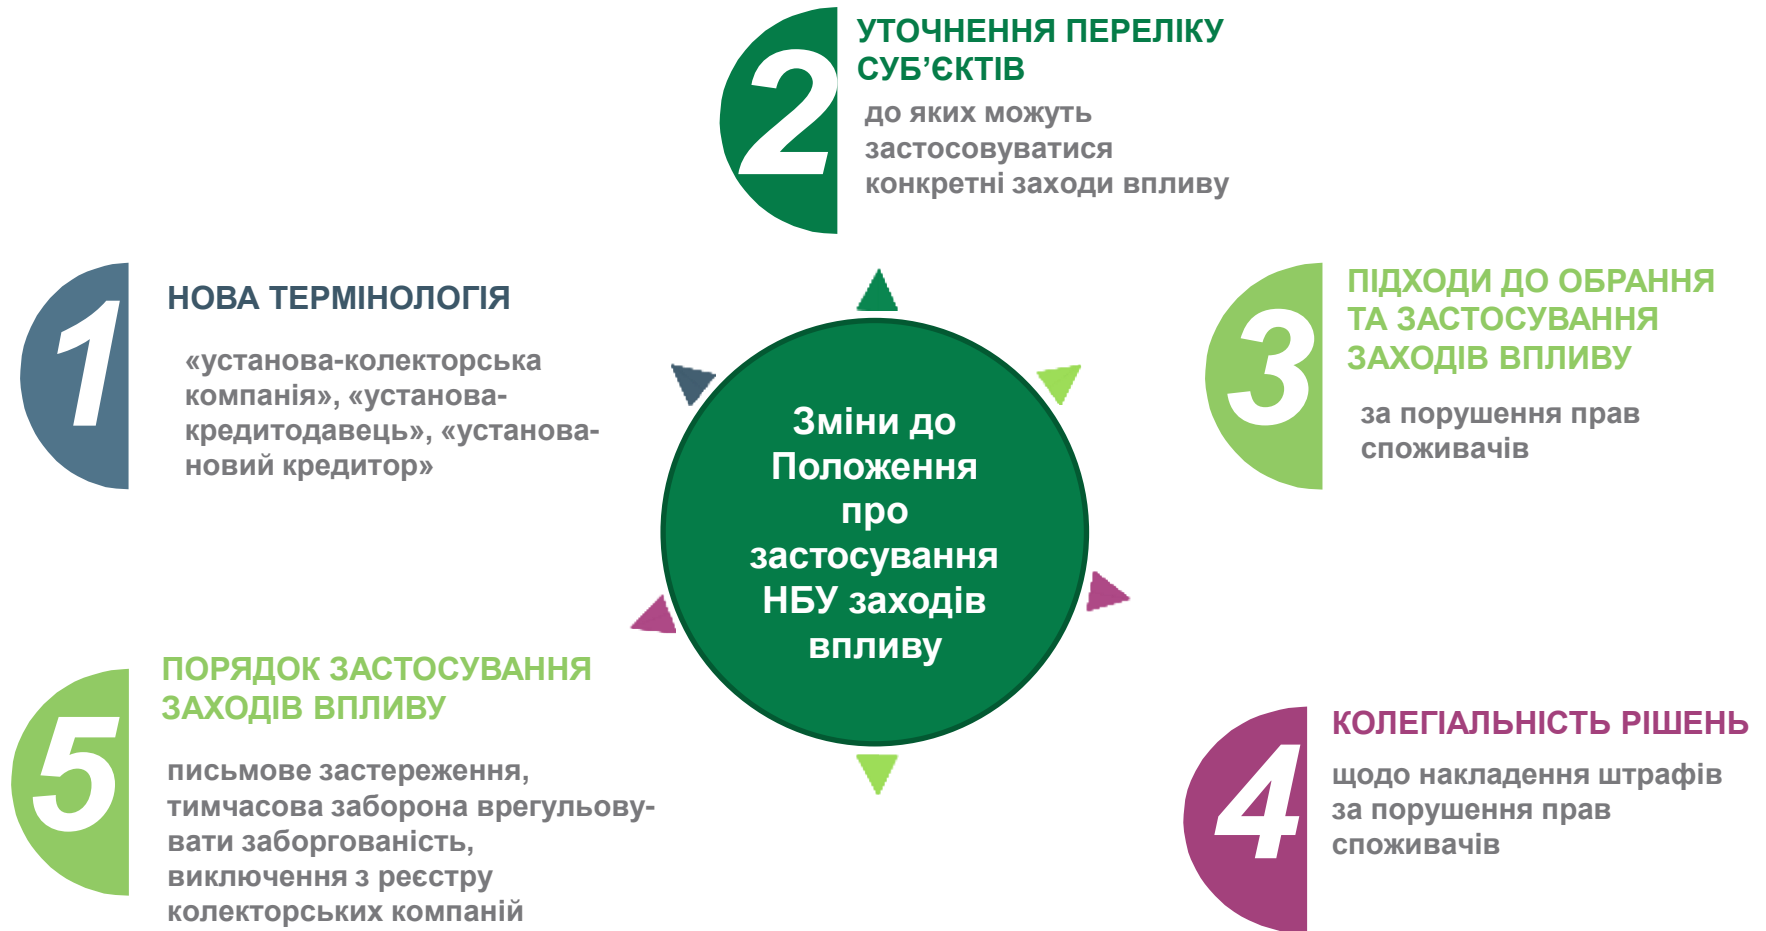 1
НОВА ТЕРМІНОЛОГІЯ
«установа-колекторська
компанія», «установа-
кредитодавець», «установа-
новий кредитор»
2
УТОЧНЕННЯ ПЕРЕЛІКУ
СУБ’ЄКТІВ
до яких можуть
застосовуватися
конкретні заходи впливу
3
ПІДХОДИ ДО ОБРАННЯ
ТА ЗАСТОСУВАННЯ
ЗАХОДІВ ВПЛИВУ
за порушення прав
споживачів
Зміни до
Положення
про
застосування
НБУ заходів
впливу
4
КОЛЕГІАЛЬНІСТЬ РІШЕНЬ
щодо накладення штрафів
за порушення прав
споживачів
5
ПОРЯДОК ЗАСТОСУВАННЯ
ЗАХОДІВ ВПЛИВУ
письмове застереження,
тимчасова заборона врегульову-
вати заборгованість,
виключення з реєстру
колекторських компаній